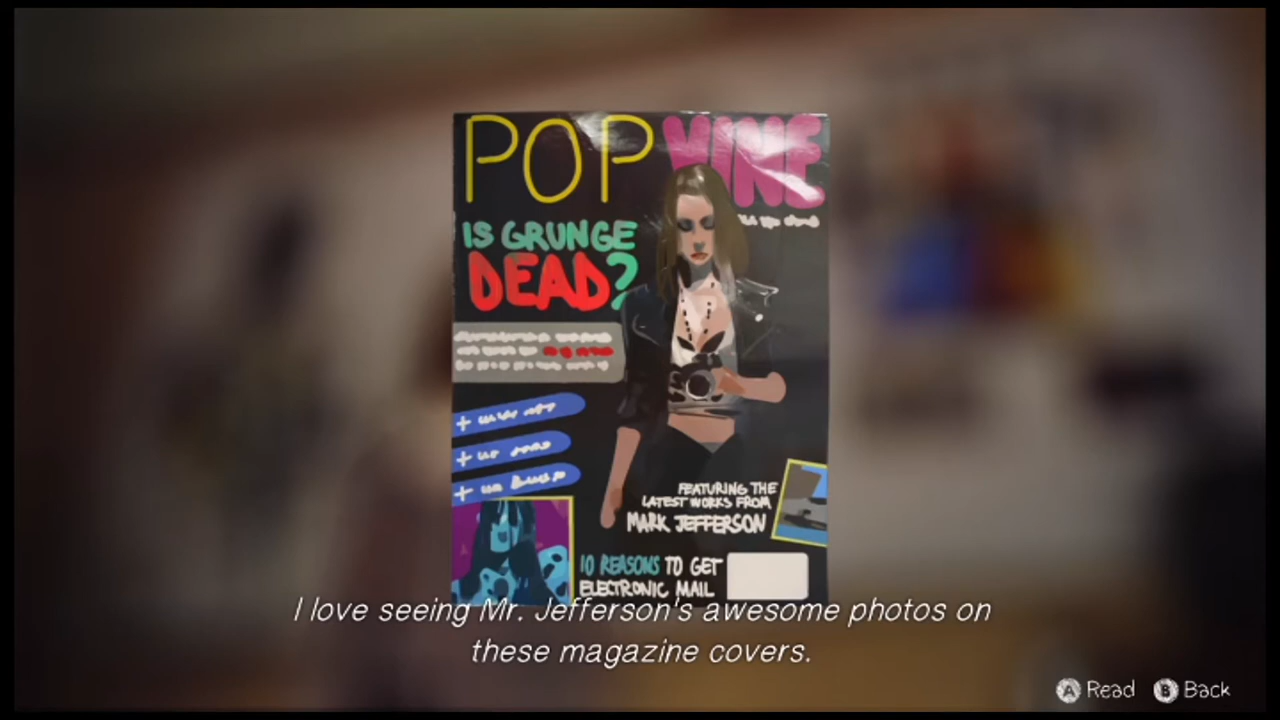 POP VINE
IS GRUNGE
DEAD?
FEATURING THE
LATEST WORKS FROM
MARK JEFFERSON
10 REASONS TO GET
ELECTRONIC MAIL
I love seeing Mr. Jefferson's awesome photos on
these magazine covers.
A Read B Back